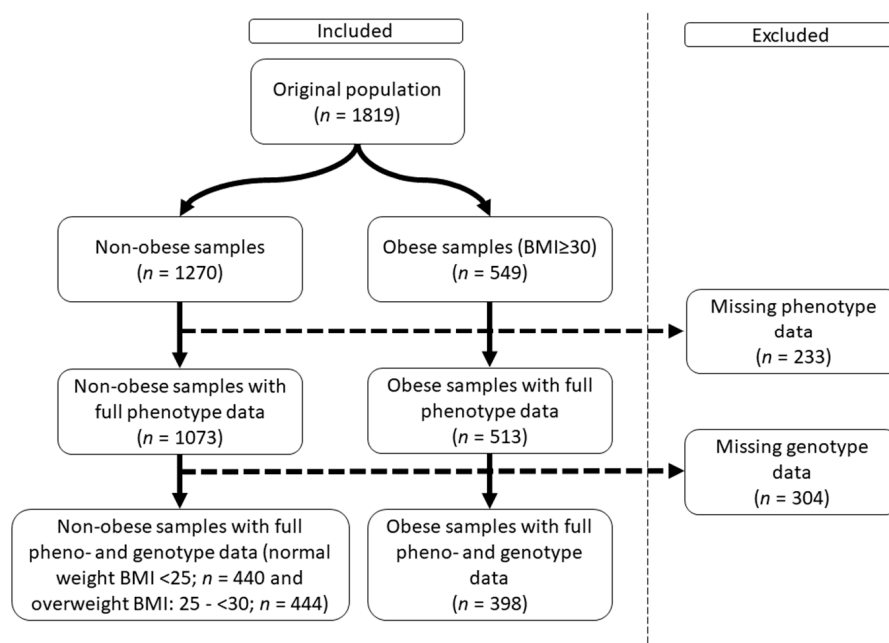 Included
Excluded
Original population
(n = 1819)
Non-obese samples
(n = 1270)
Obese samples (BMI≥30)
(n = 549)
Missing phenotype
data
(n = 233)
Non-obese samples with
full phenotype data
(n = 1073)
Obese samples with full
phenotype data
(n = 513)
Missing genotype
data
(n = 304)
Non-obese samples with full
pheno- and genotype data (normal
weight BMI <25; n = 440 and
overweight BMI: 25 - <30; n = 444)
Obese samples with full
pheno- and genotype
data
(n = 398)